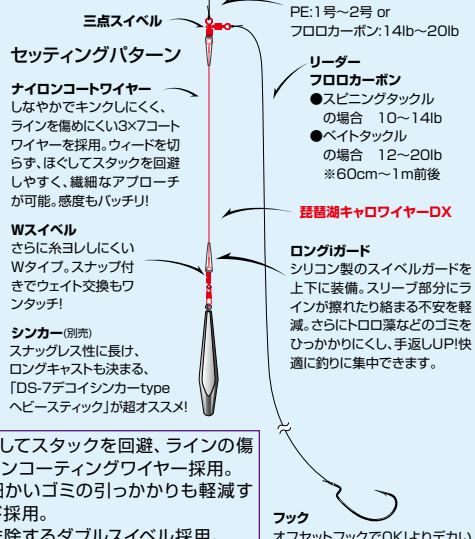 PE:1号～2号 or
フロロカーボン:14lb～20lb
三点スイベル
セッティングパターン
ナイロンコートワイヤー
しなやかでキンクしにくく、
ラインを傷めにくい3×7コート
ワイヤーを採用。ウィードを切
らず、ほぐしてスタックを回避
しやすく、繊細なアプローチ
が可能。感度もバッチリ!
Wスイベル
さらに糸ヨレしにくい
Wタイプ。スナップ付
きでウェイト交換もワ
ンタッチ!
シンカー(別売)
スナッグレス性に長け、
ロングキャストも決まる、
「DS-7デコイシンカーtype
ヘビースティック」が超オススメ!
リーダー
フロロカーボン
●スピニングタックル
の場合 10～14lb
●ベイトタックル
の場合 12～20lb
※60cm～1m前後
琵琶湖キャロワイヤーDX
ロングiガード
シリコン製のスイベルガードを
上下に装備。スリーブ部分にラ
インが擦れたり絡まる不安を軽
減。さらにトロロ藻などのゴミを
ひっかかりにくし、手返しUP!快
適に釣りに集中できます。
してスタックを回避、ラインの傷
ンコーティングワイヤー採用。
細かいゴミの引っかかりも軽減す
採用。
排除するダブルスイベル採用。
フック
オフセットフックでOK!よりデカい